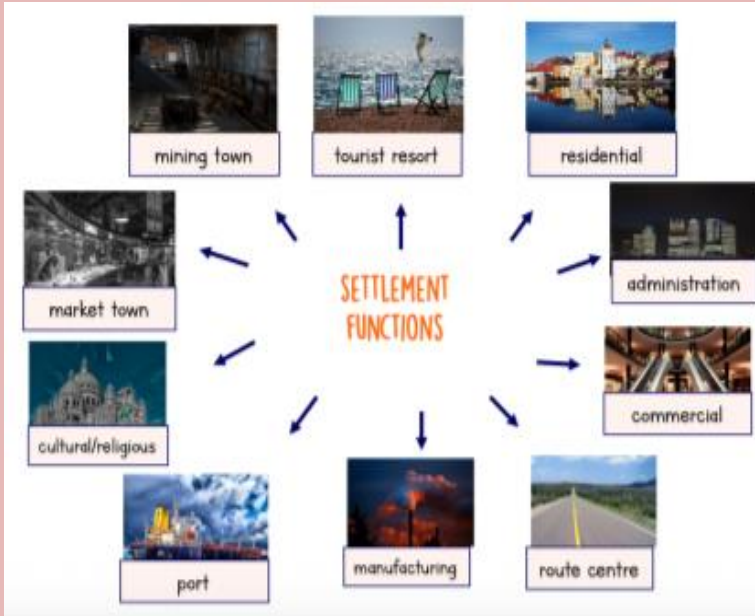 mining town
tourist resort
residential
market town
SETTLEMENT
FUNCTIONS
administration
cultural/religious
commercial
port
manufacturing
route centre